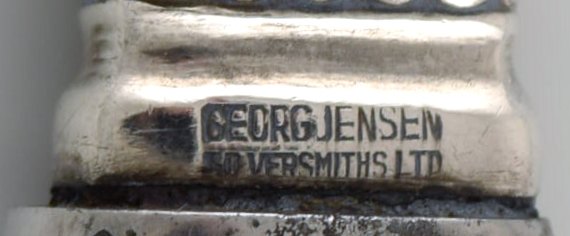 GEORG JENSEN
SILVERSMITHS LTD